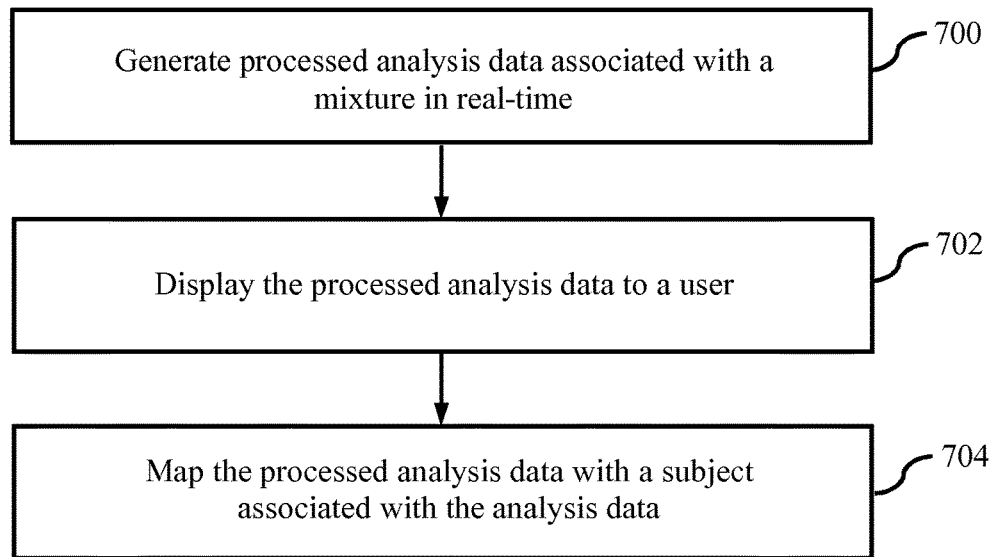 700
Generate processed analysis data associated with a
mixture in real-time
702
Display the processed analysis data to a user
704
Map the processed analysis data with a subject
associated with the analysis data